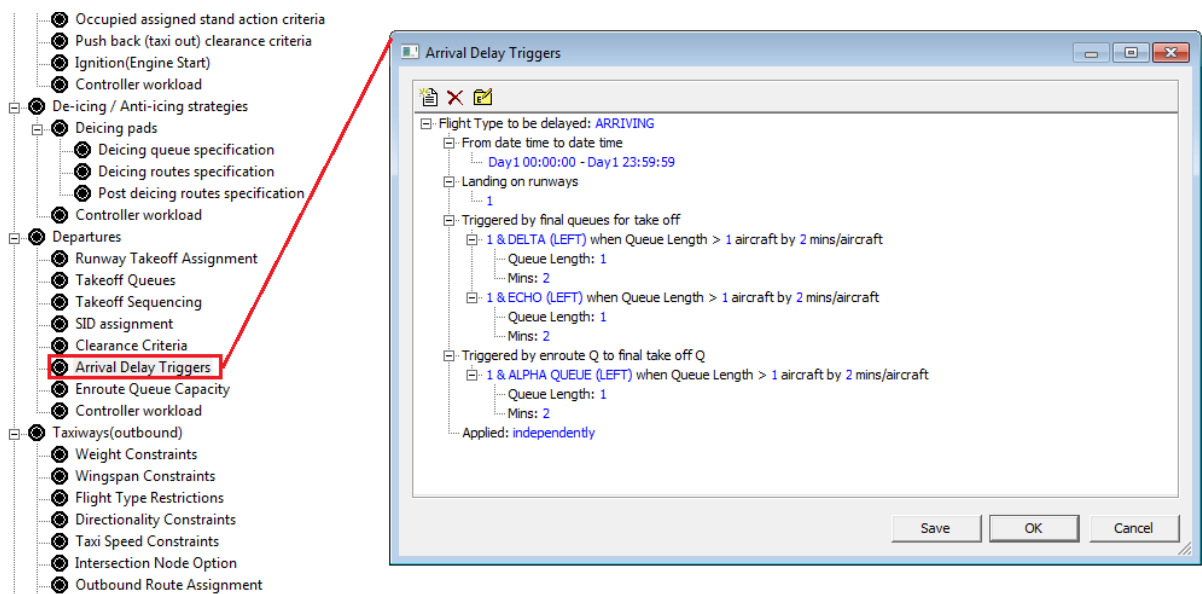 Occupied assigned stand action criteria
Push back (taxi out) clearance criteria
Ignition(Engine Start)
Controller workload
De-icing / Anti-icing strategies
Deicing pads
Deicing queue specification
Deicing routes specification
Post deicing routes specification
Controller workload
Departures
Runway Takeoff Assignment
Takeoff Queues
Takeoff Sequencing
SID assignment
Clearance Criteria
Arrival Delay Triggers
Enroute Queue Capacity
Controller workload
Taxiways(outbound)
Weight Constraints
Wingspan Constraints
Flight Type Restrictions
Directionality Constraints
Taxi Speed Constraints
Intersection Node Option
Outbound Route Assignment
Arrival Delay Triggers
Flight Type to be delayed: ARRIVING
From date time to date time
Day1 00:00:00 - Day1 23:59:59
Landing on runways
1
Triggered by final queues for take off
1 & DELTA (LEFT) when Queue Length > 1 aircraft by 2 mins/aircraft
Queue Length: 1
Mins: 2
1 & ECHO (LEFT) when Queue Length > 1 aircraft by 2 mins/aircraft
Queue Length: 1
Mins: 2
Triggered by enroute Q to final take off Q
1 & ALPHA QUEUE (LEFT) when Queue Length > 1 aircraft by 2 mins/aircraft
Queue Length: 1
Mins: 2
Applied: independently
Save OK Cancel